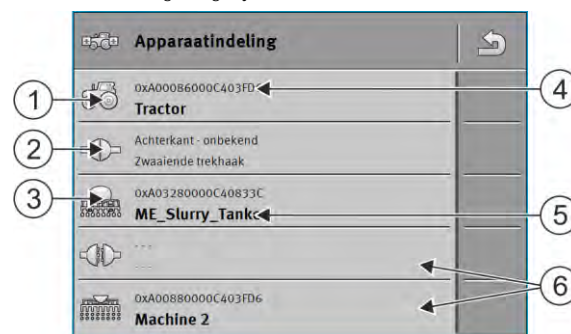 Apparaatindeling
0xA00086000C403FD
Tractor
Achterkant - onbekend
Zwaaiende trekhaak
0xA03280000C40833C
ME_Slurry_Tank
- - -
- - -
0xA00880000C403FD6
Machine 2
1
2
3
4
5
6